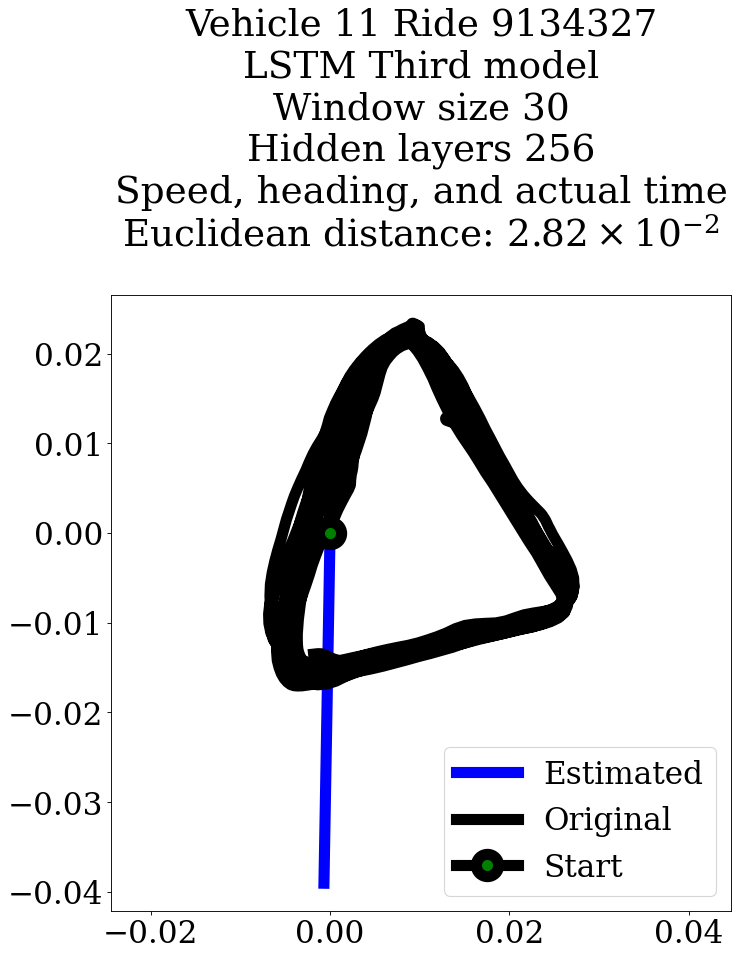 Vehicle 11 Ride 9134327
LSTM Third model
Window size 30
Hidden layers 256
Speed, heading, and actual time
Euclidean distance: 2.82 × 10⁻²
0.02
0.01
0.00
−0.01
−0.02
−0.03
−0.04
Estimated
Original
Start
−0.02 0.00 0.02 0.04